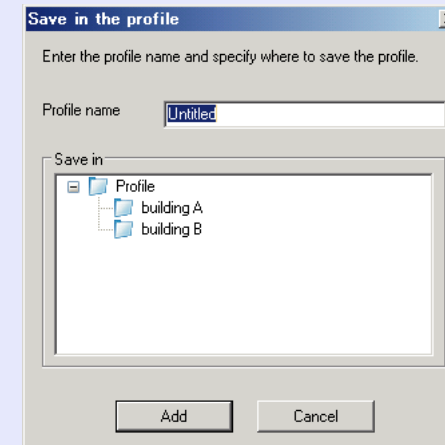 Save in the profile
Enter the profile name and specify where to save the profile.
Profile name
Untitled
Save in
Profile
building A
building B
Add
Cancel